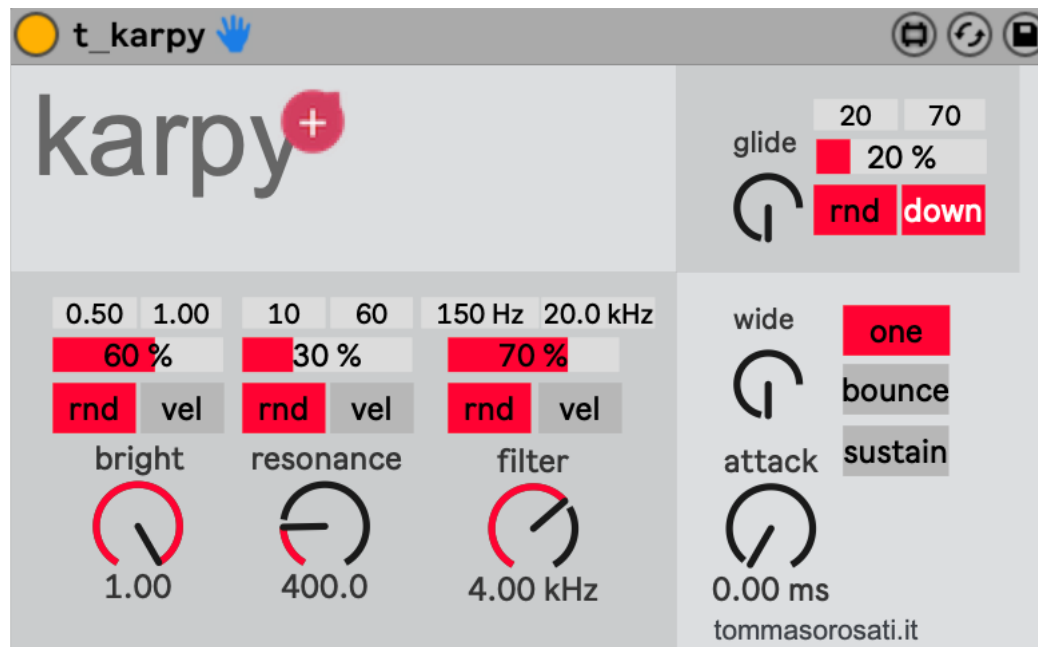 t_karpy
karpy
+
glide
20 70
20 %
rnd down
0.50 1.00
60 %
rnd vel
bright
1.00
10 60
30 %
rnd vel
resonance
400.0
150 Hz 20.0 kHz
70 %
rnd vel
filter
4.00 kHz
wide
one
bounce
sustain
attack
0.00 ms
tommasorosati.it